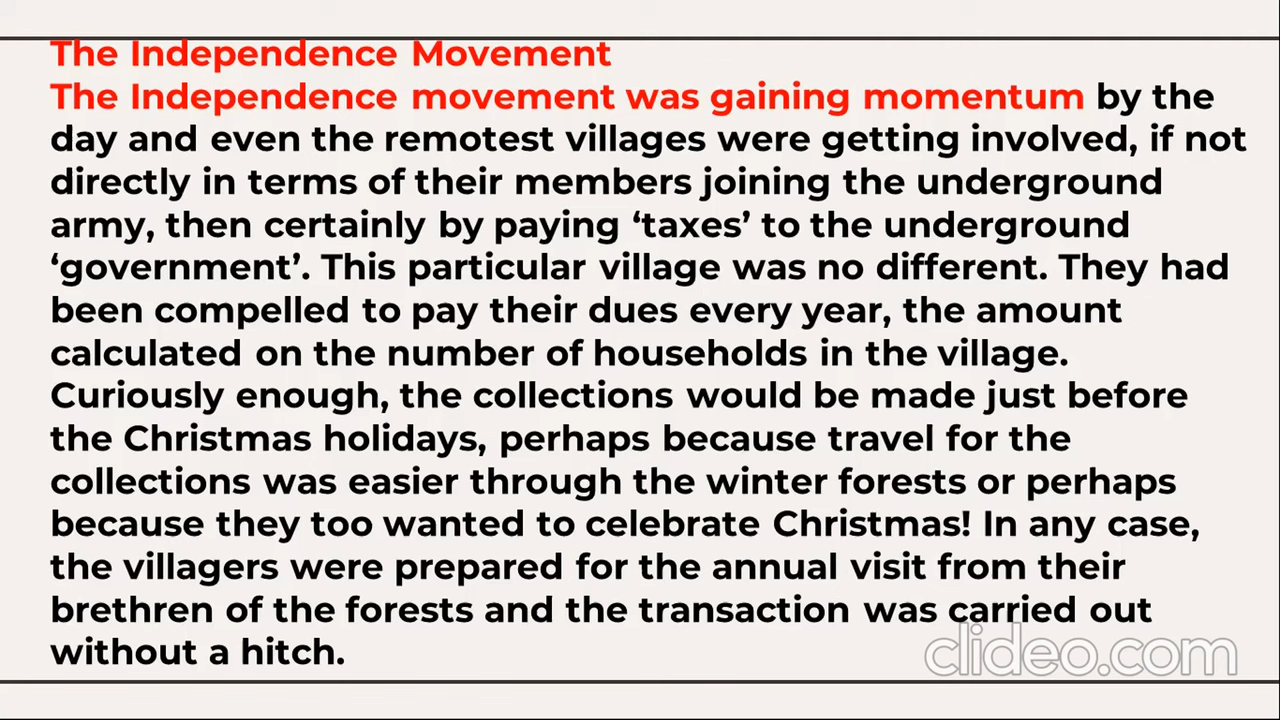 The Independence Movement
The Independence movement was gaining momentum by the
day and even the remotest villages were getting involved, if not
directly in terms of their members joining the underground
army, then certainly by paying ‘taxes’ to the underground
‘government’. This particular village was no different. They had
been compelled to pay their dues every year, the amount
calculated on the number of households in the village.
Curiously enough, the collections would be made just before
the Christmas holidays, perhaps because travel for the
collections was easier through the winter forests or perhaps
because they too wanted to celebrate Christmas! In any case,
the villagers were prepared for the annual visit from their
brethren of the forests and the transaction was carried out
without a hitch.
clideo.com